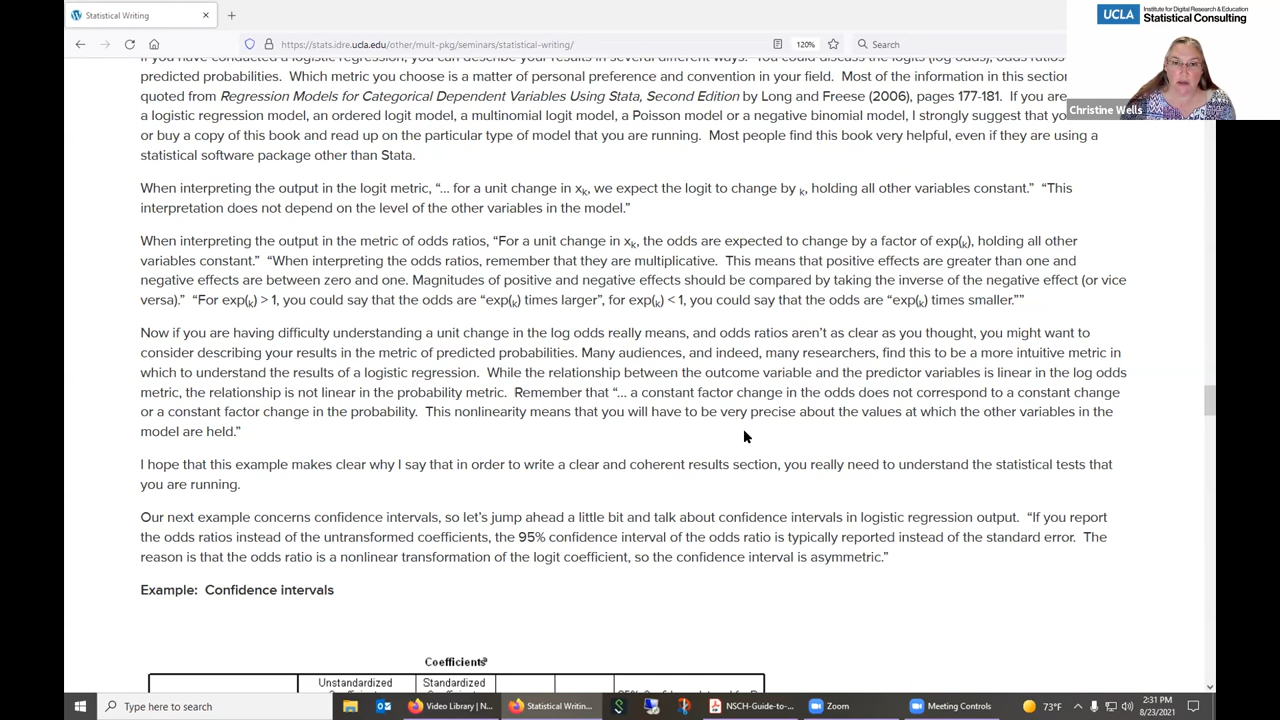 Statistical Writing
https://stats.idre.ucla.edu/other/mult-pkg/seminars/statistical-writing/
120%
Search
UCLA
Institute for Digital Research & Education
Statistical Consulting
Christine Wells
If you have conducted a logistic regression, you can describe your results in several different ways. You could discuss the logits (log odds), odds ratios
predicted probabilities. Which metric you choose is a matter of personal preference and convention in your field. Most of the information in this section
quoted from Regression Models for Categorical Dependent Variables Using Stata, Second Edition by Long and Freese (2006), pages 177-181. If you are
a logistic regression model, an ordered logit model, a multinomial logit model, a Poisson model or a negative binomial model, I strongly suggest that yo
or buy a copy of this book and read up on the particular type of model that you are running. Most people find this book very helpful, even if they are using a
statistical software package other than Stata.
When interpreting the output in the logit metric, “... for a unit change in xk, we expect the logit to change by k, holding all other variables constant.” “This
interpretation does not depend on the level of the other variables in the model.”
When interpreting the output in the metric of odds ratios, “For a unit change in xk, the odds are expected to change by a factor of exp(k), holding all other
variables constant.” “When interpreting the odds ratios, remember that they are multiplicative. This means that positive effects are greater than one and
negative effects are between zero and one. Magnitudes of positive and negative effects should be compared by taking the inverse of the negative effect (or vice
versa).” “For exp(k) > 1, you could say that the odds are “exp(k) times larger”, for exp(k) < 1, you could say that the odds are “exp(k) times smaller.””
Now if you are having difficulty understanding a unit change in the log odds really means, and odds ratios aren’t as clear as you thought, you might want to
consider describing your results in the metric of predicted probabilities. Many audiences, and indeed, many researchers, find this to be a more intuitive metric in
which to understand the results of a logistic regression. While the relationship between the outcome variable and the predictor variables is linear in the log odds
metric, the relationship is not linear in the probability metric. Remember that “... a constant factor change in the odds does not correspond to a constant change
or a constant factor change in the probability. This nonlinearity means that you will have to be very precise about the values at which the other variables in the
model are held.”
I hope that this example makes clear why I say that in order to write a clear and coherent results section, you really need to understand the statistical tests that
you are running.
Our next example concerns confidence intervals, so let’s jump ahead a little bit and talk about confidence intervals in logistic regression output. “If you report
the odds ratios instead of the untransformed coefficients, the 95% confidence interval of the odds ratio is typically reported instead of the standard error. The
reason is that the odds ratio is a nonlinear transformation of the logit coefficient, so the confidence interval is asymmetric.”
Example: Confidence intervals
Coefficientsa
Unstandardized
Standardized
Type here to search
Video Library | N...
Statistical Writin...
NSCH-Guide-to-...
Zoom
Meeting Controls
73°F
2:31 PM
8/23/2021